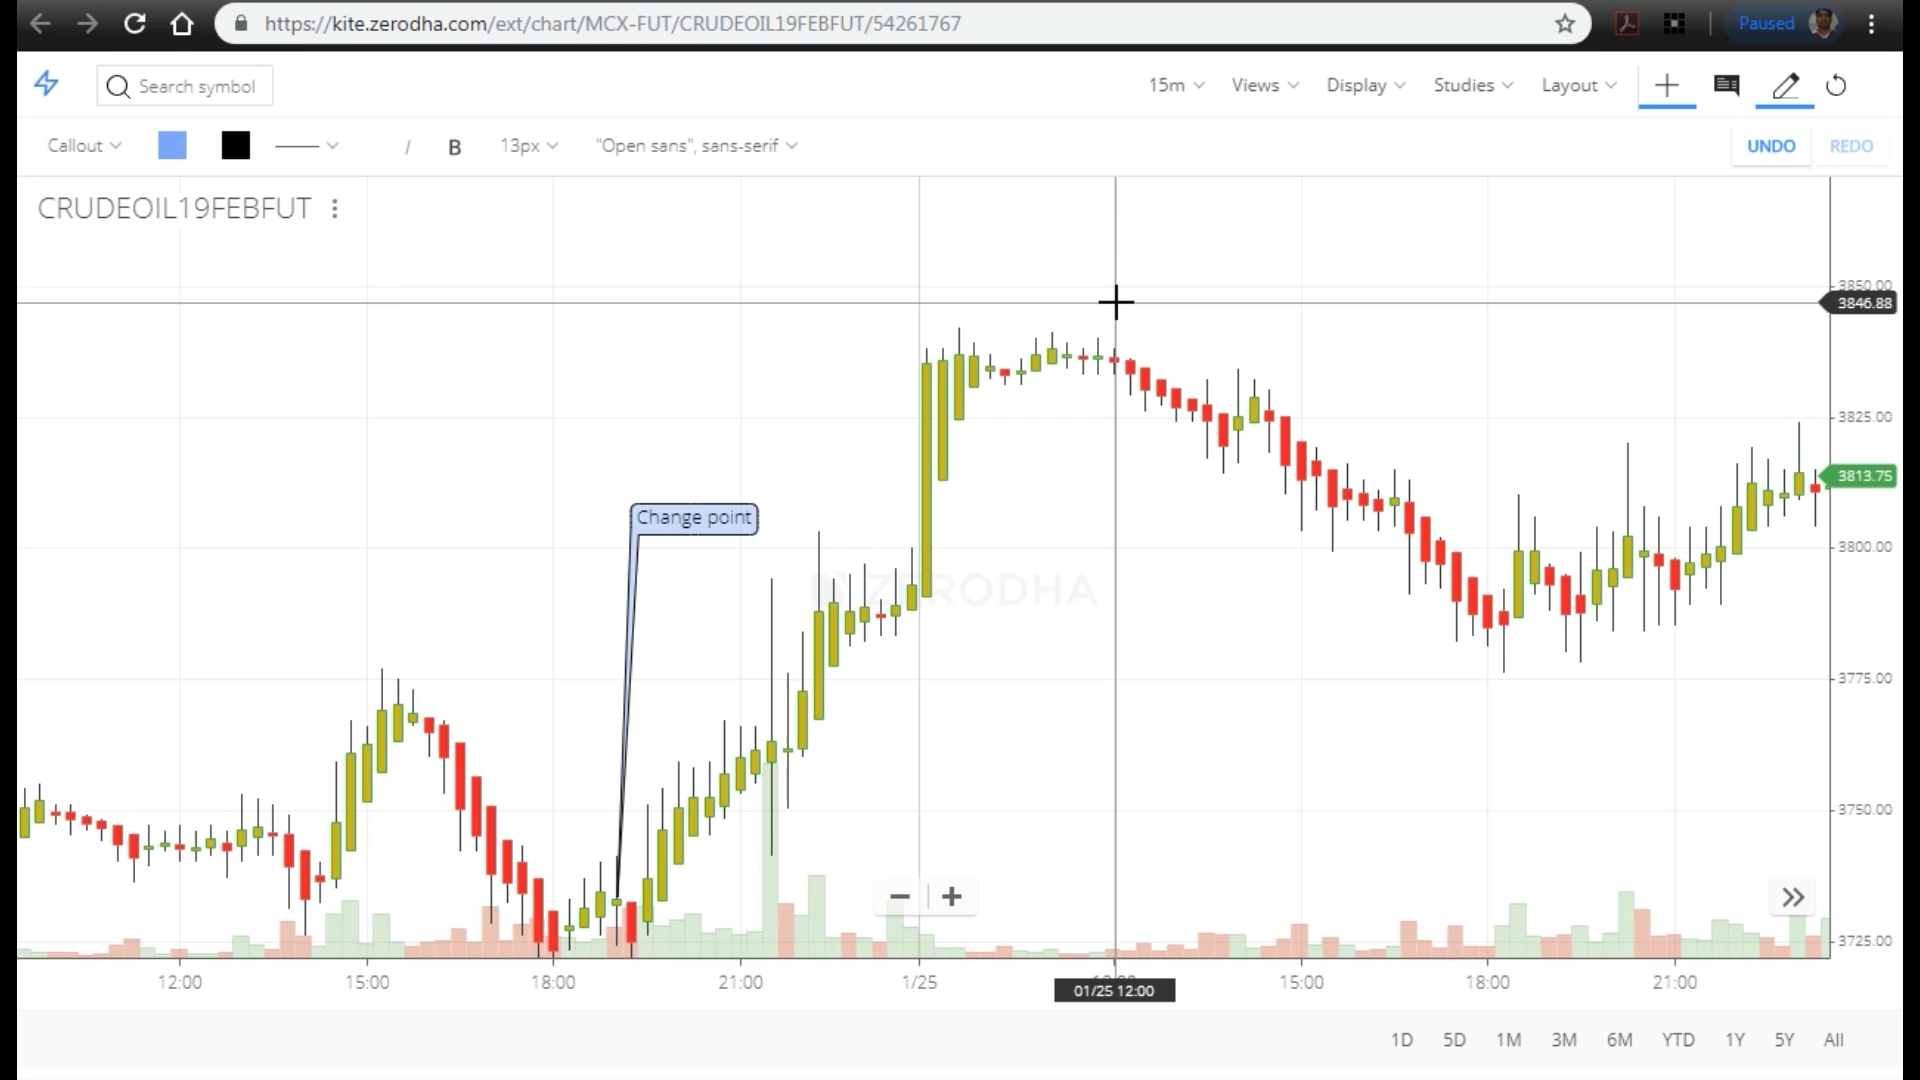 https://kite.zerodha.com/ext/chart/MCX-FUT/CRUDEOIL19FEBFUT/54261767
Paused
Search symbol
15m Views Display Studies Layout
Callout I B 13px "Open sans", sans-serif UNDO REDO
CRUDEOIL19FEBFUT
3850.00
3846.88
3825.00
3813.75
Change point
3800.00
ZERODHA
3775.00
3750.00
3725.00
12:00 15:00 18:00 21:00 1/25 15:00 18:00 21:00
01/25 12:00
1D 5D 1M 3M 6M YTD 1Y 5Y All